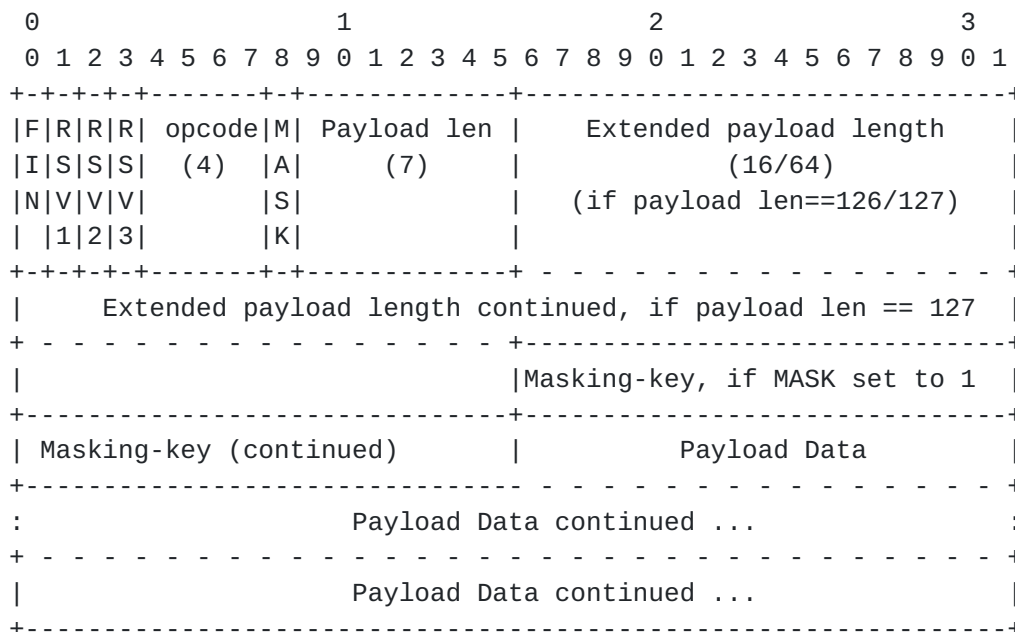 0                   1                   2                   3
 0 1 2 3 4 5 6 7 8 9 0 1 2 3 4 5 6 7 8 9 0 1 2 3 4 5 6 7 8 9 0 1
+-+-+-+-+-------+-+-------------+-------------------------------+
|F|R|R|R| opcode|M| Payload len |    Extended payload length    |
|I|S|S|S|  (4)  |A|     (7)     |             (16/64)           |
|N|V|V|V|       |S|             |   (if payload len==126/127)   |
| |1|2|3|       |K|             |                               |
+-+-+-+-+-------+-+-------------+ - - - - - - - - - - - - - - - +
|     Extended payload length continued, if payload len == 127  |
+ - - - - - - - - - - - - - - - +-------------------------------+
|                               |Masking-key, if MASK set to 1  |
+-------------------------------+-------------------------------+
| Masking-key (continued)       |          Payload Data         |
+-------------------------------- - - - - - - - - - - - - - - - +
:                     Payload Data continued ...                :
+ - - - - - - - - - - - - - - - - - - - - - - - - - - - - - - - +
|                     Payload Data continued ...                |
+---------------------------------------------------------------+